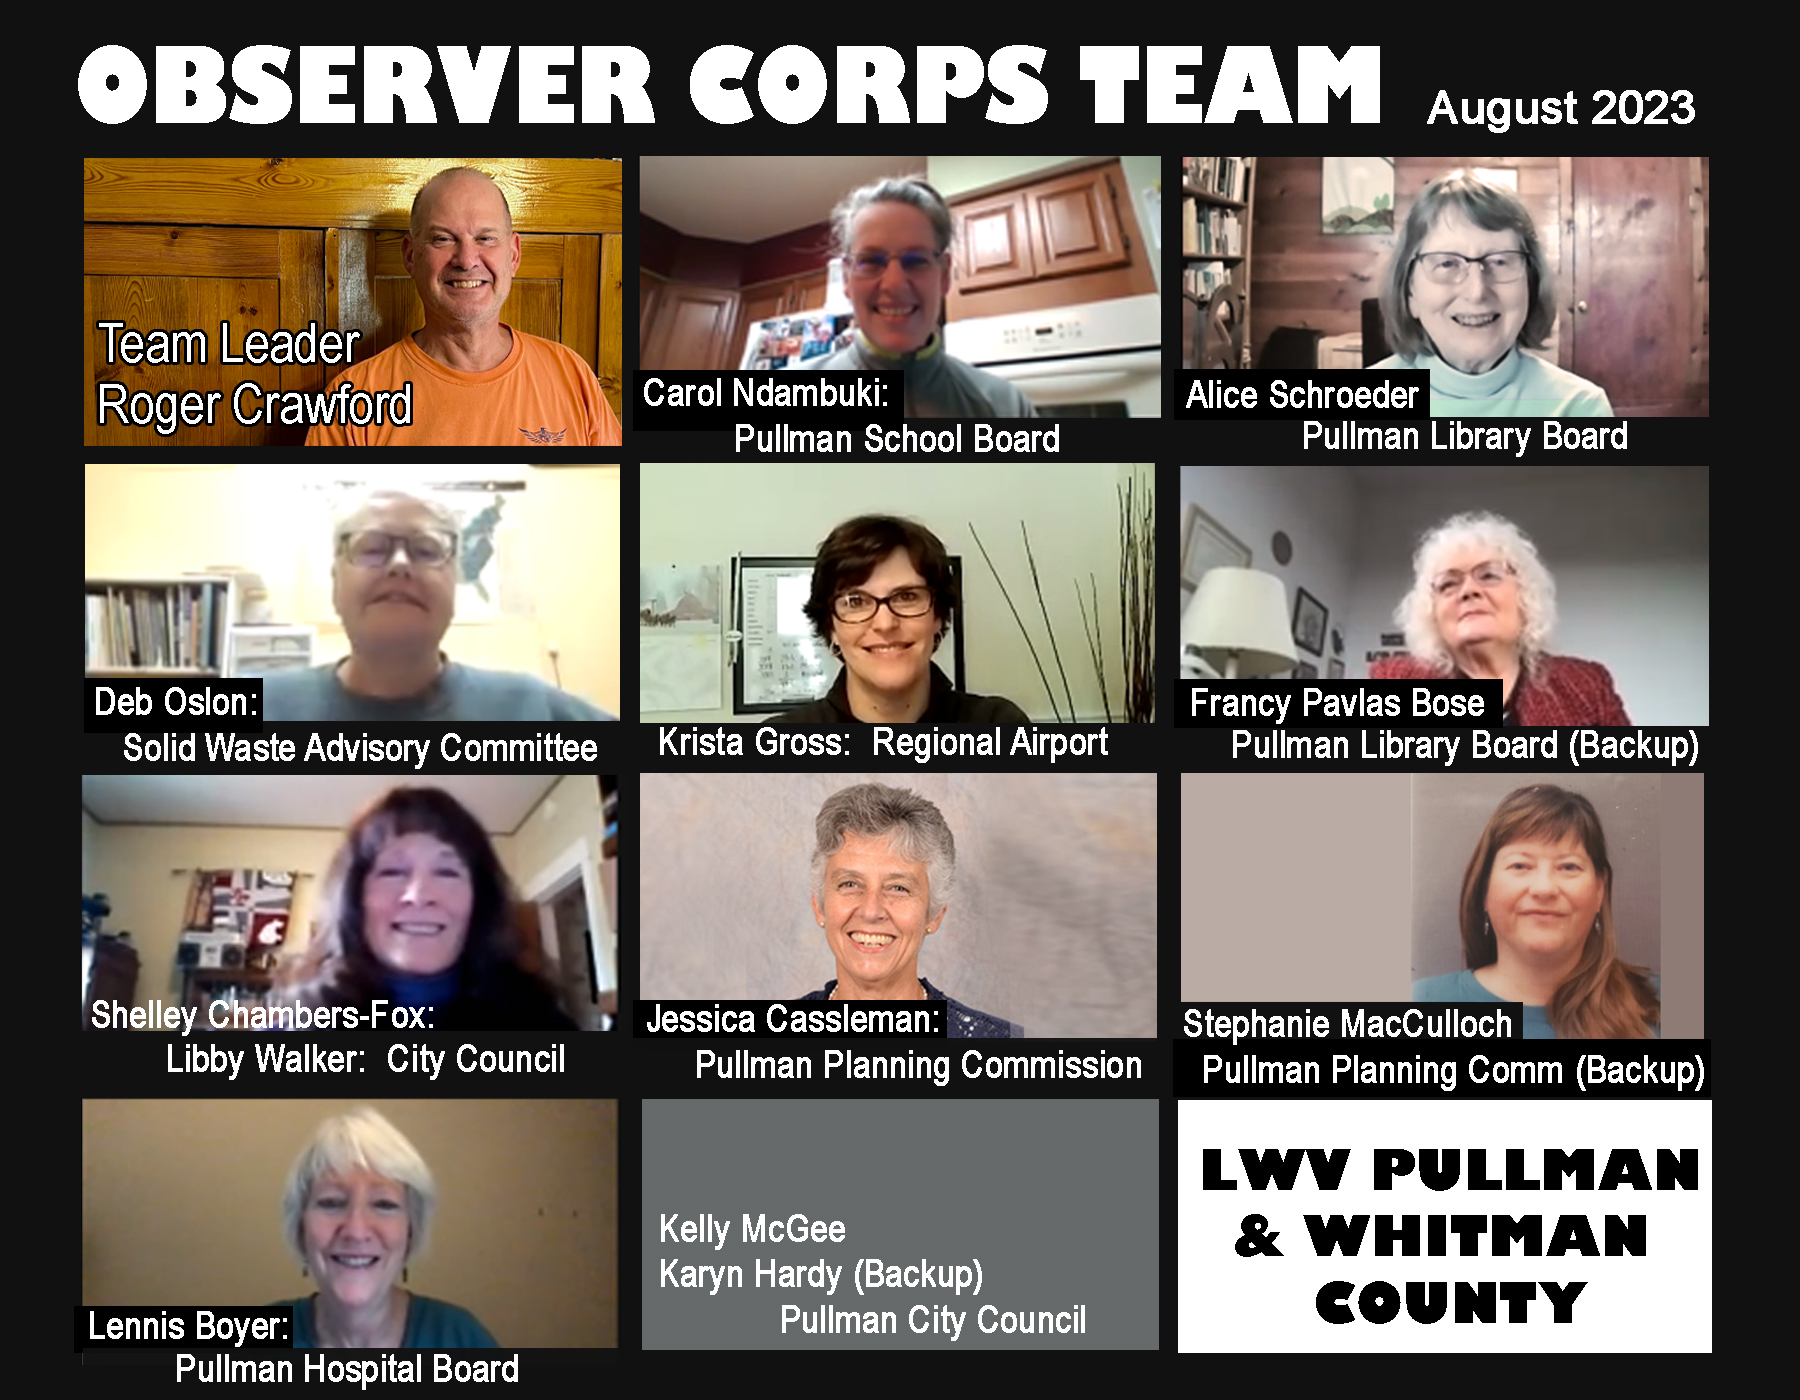 OBSERVER CORPS TEAM August 2023
Team Leader
Roger Crawford
Carol Ndambuki:
Pullman School Board
Alice Schroeder
Pullman Library Board
Deb Oslon:
Solid Waste Advisory Committee
Krista Gross: Regional Airport
Francy Pavlas Bose
Pullman Library Board (Backup)
Shelley Chambers-Fox:
Libby Walker: City Council
Jessica Cassleman:
Pullman Planning Commission
Stephanie MacCulloch
Pullman Planning Comm (Backup)
Lennis Boyer:
Pullman Hospital Board
Kelly McGee
Karyn Hardy (Backup)
Pullman City Council
LWV PULLMAN
& WHITMAN
COUNTY